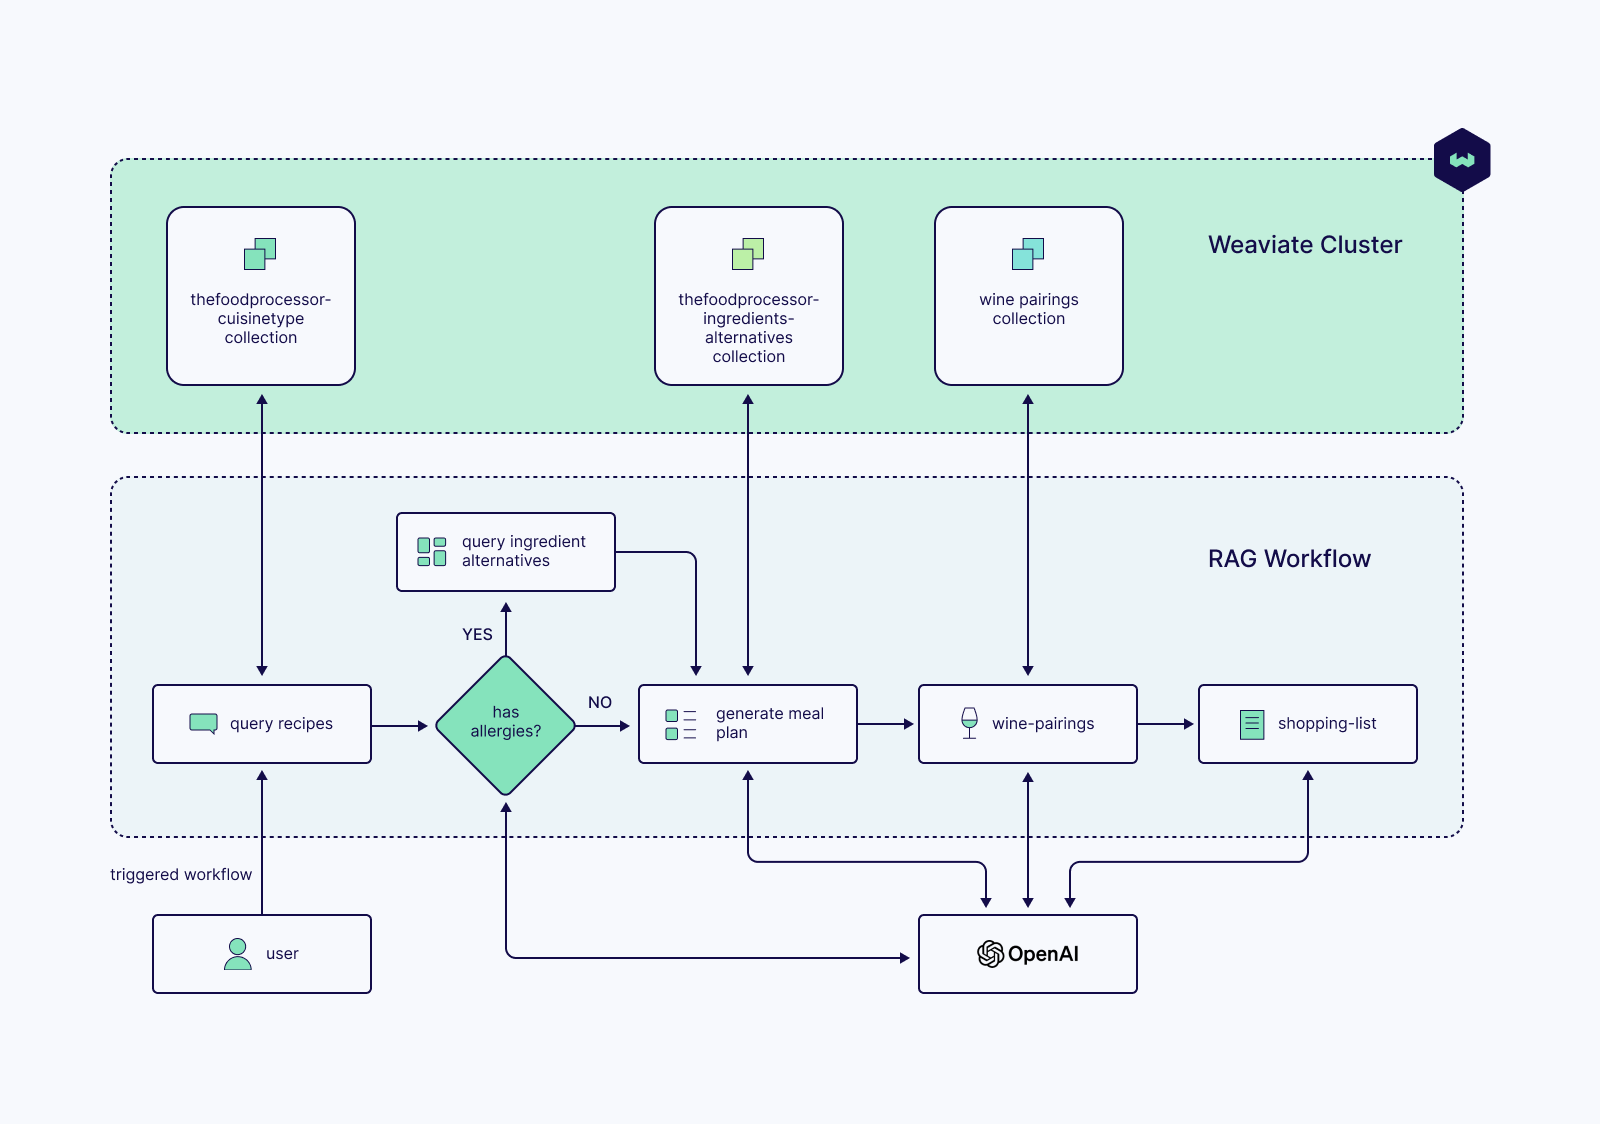 Weaviate Cluster
thefoodprocessor-
cuisinetype
collection
thefoodprocessor-
ingredients-
alternatives
collection
wine pairings
collection
RAG Workflow
query ingredient
alternatives
YES
NO
query recipes
has
allergies?
generate meal
plan
wine-pairings
shopping-list
triggered workflow
user
OpenAI